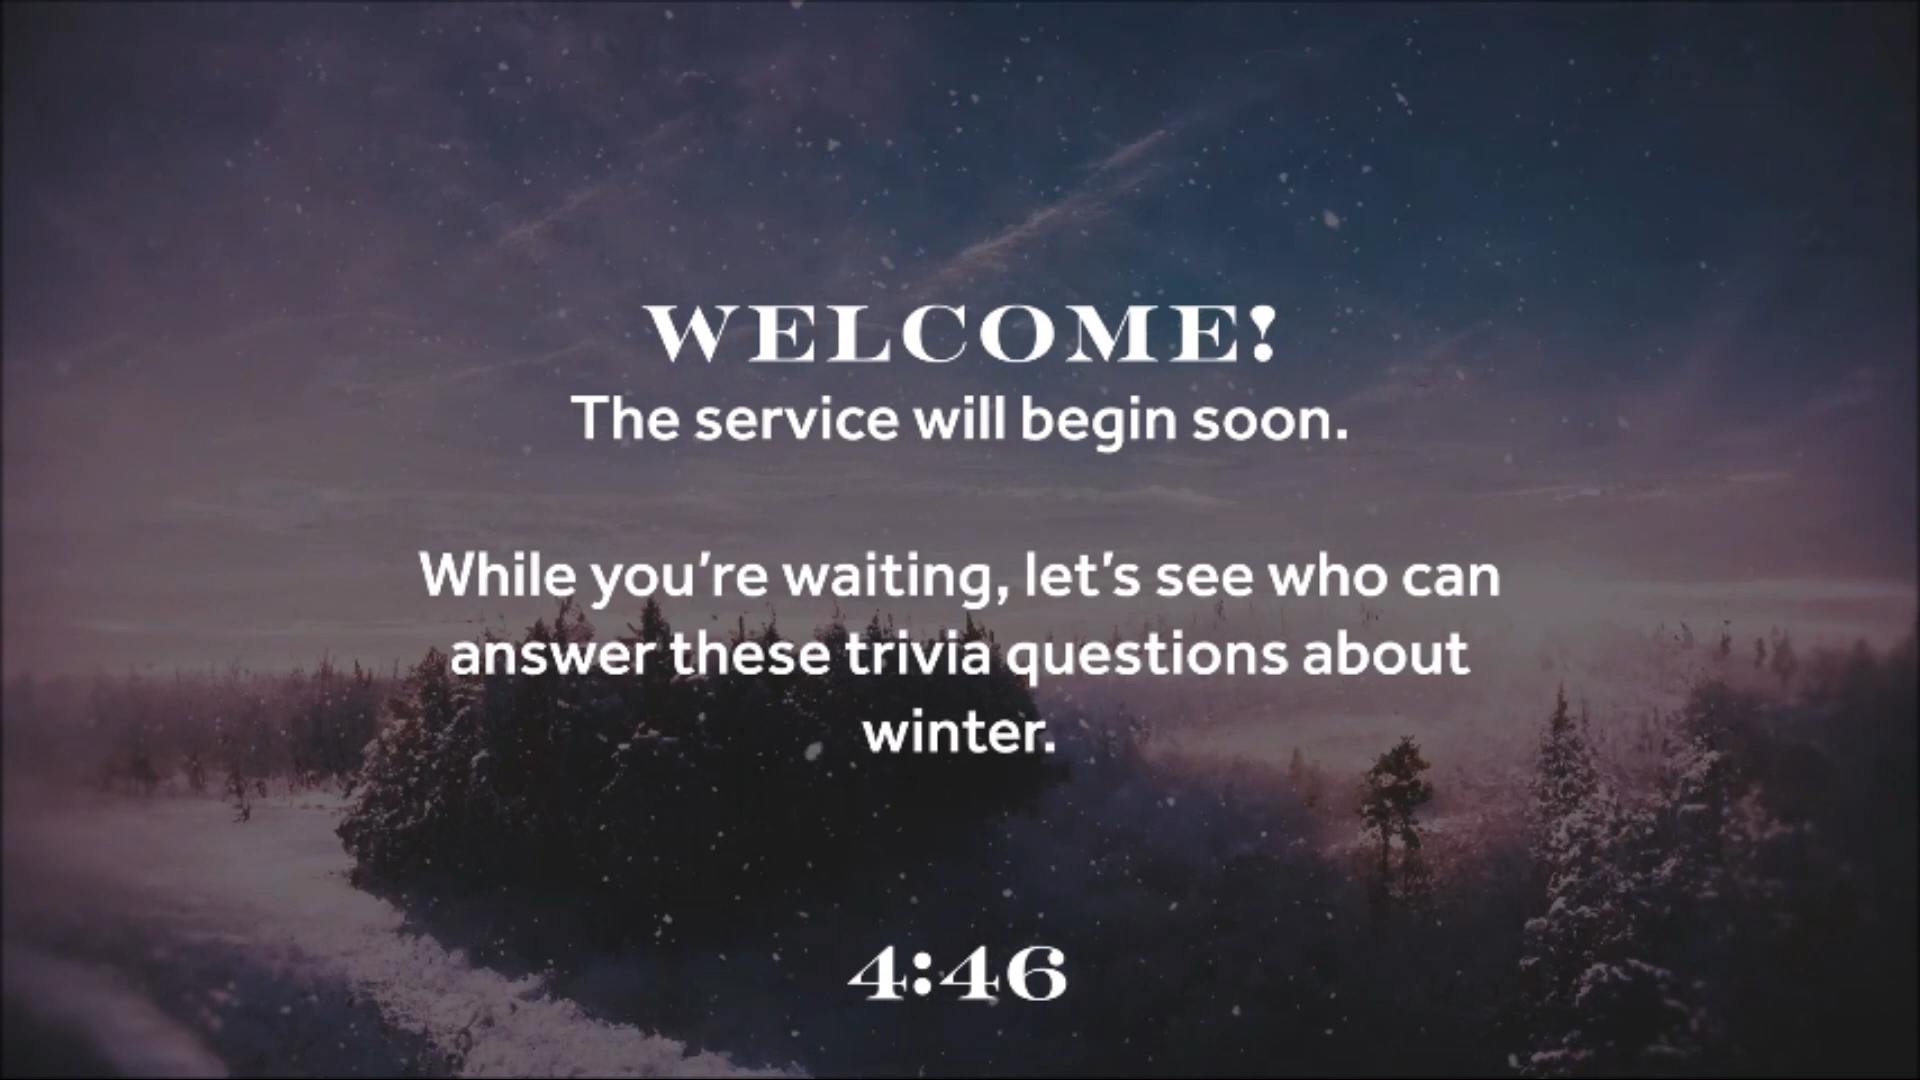 WELCOME!
The service will begin soon.
While you’re waiting, let’s see who can
answer these trivia questions about
winter.
4:46